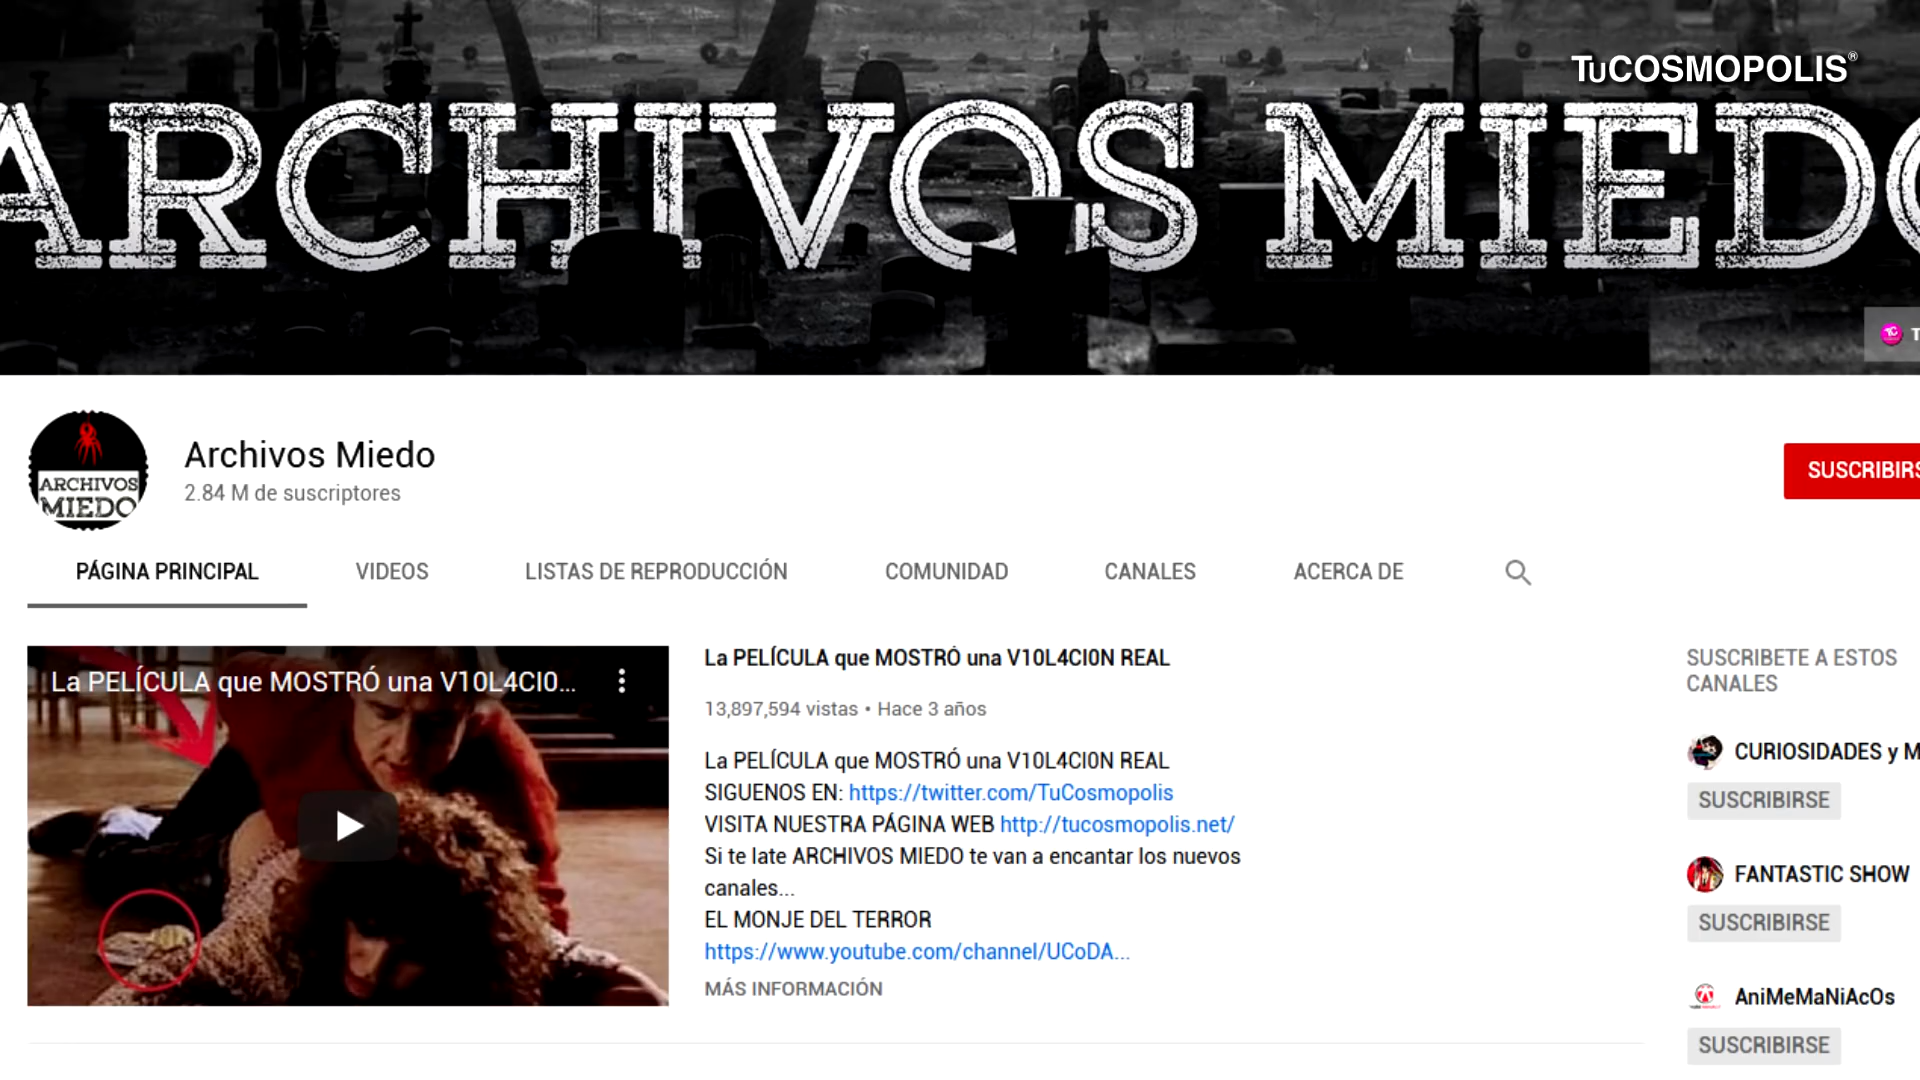 TUCOSMOPOLIS®
ARCHIVOS MIEDO
ARCHIVOS
MIEDO
Archivos Miedo
2.84 M de suscriptores
SUSCRIBIRS
PÁGINA PRINCIPAL
VIDEOS
LISTAS DE REPRODUCCIÓN
COMUNIDAD
CANALES
ACERCA DE
La PELÍCULA que MOSTRÓ una V10L4CI0...
La PELÍCULA que MOSTRÓ una V10L4CI0N REAL
13,897,594 vistas • Hace 3 años
La PELÍCULA que MOSTRÓ una V10L4CI0N REAL
SIGUENOS EN: https://twitter.com/TuCosmopolis
VISITA NUESTRA PÁGINA WEB http://tucosmopolis.net/
Si te late ARCHIVOS MIEDO te van a encantar los nuevos
canales...
EL MONJE DEL TERROR
https://www.youtube.com/channel/UCoDA...
MÁS INFORMACIÓN
SUSCRIBETE A ESTOS
CANALES
CURIOSIDADES y M
SUSCRIBIRSE
FANTASTIC SHOW
SUSCRIBIRSE
AniMeMaNiAcOs
SUSCRIBIRSE